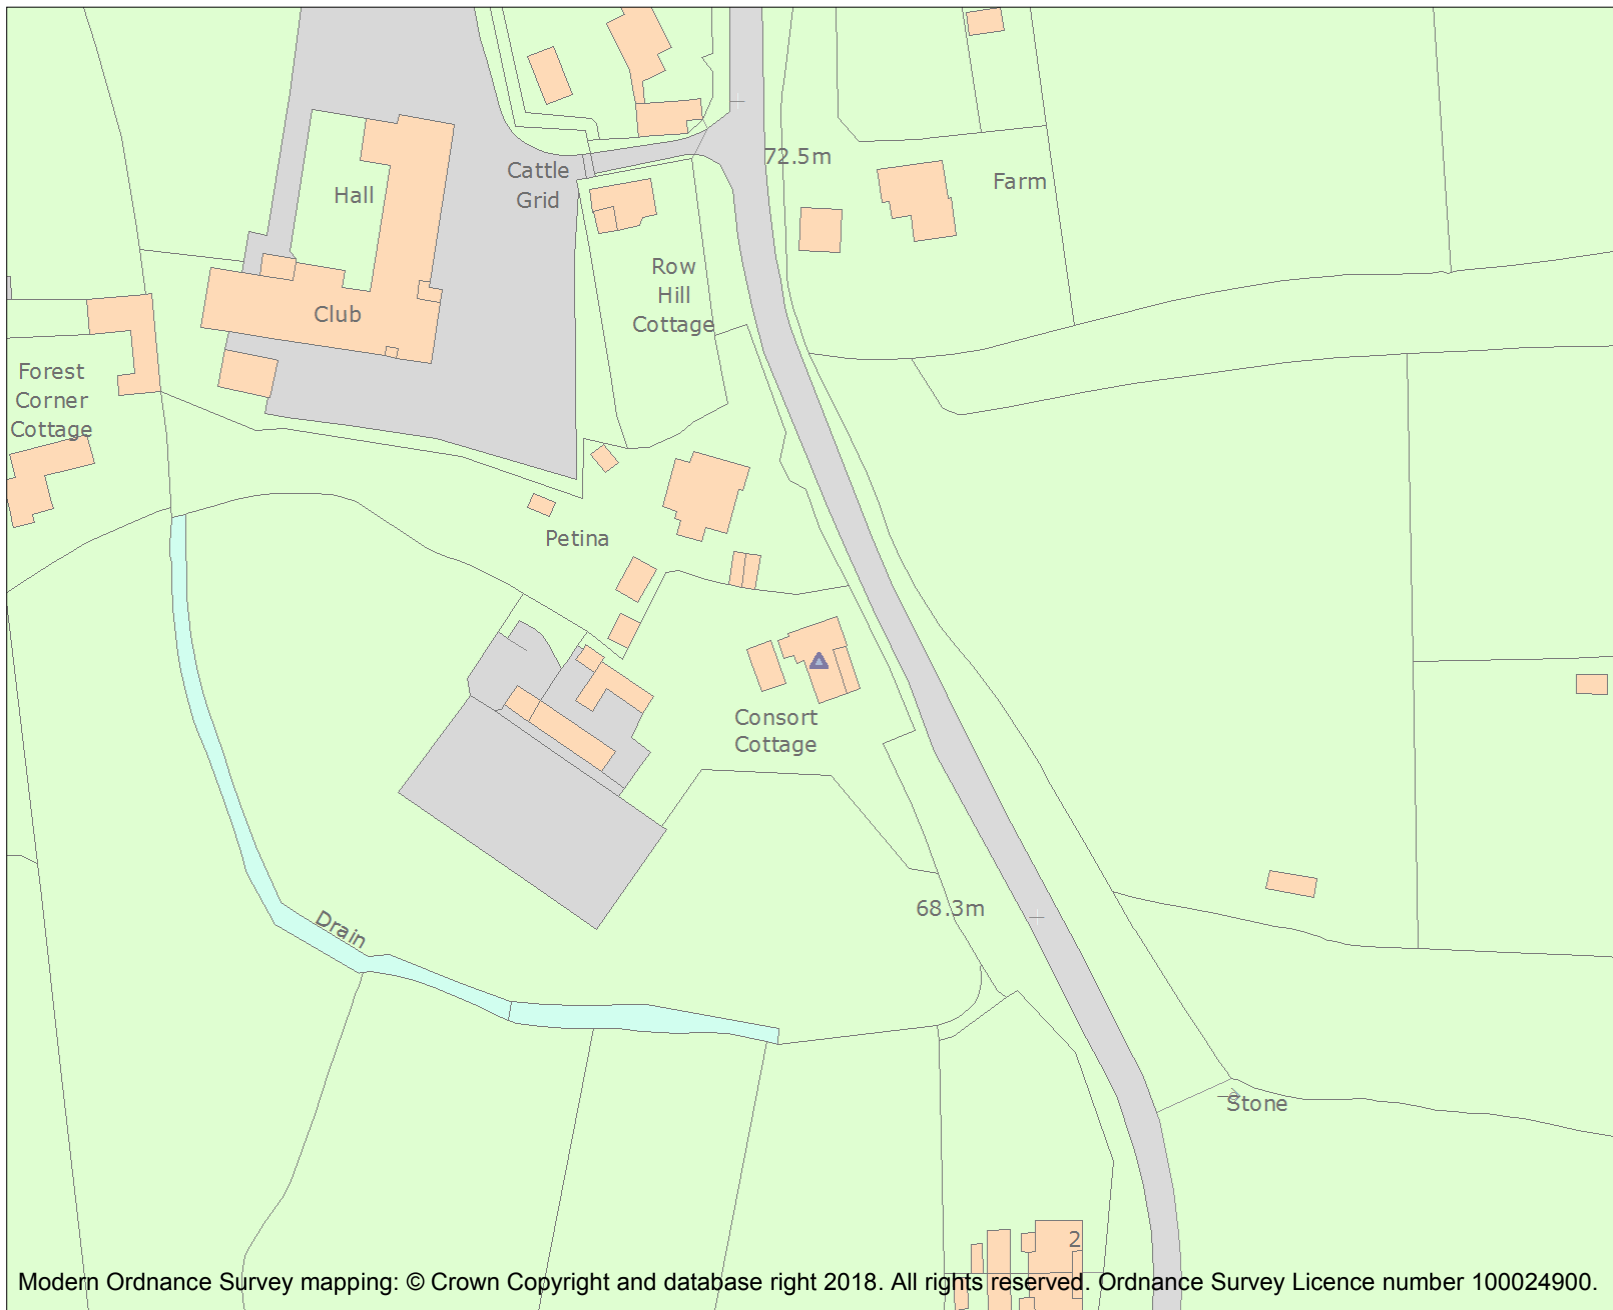 72.5m
Cattle
Grid
Hall
Farm
Row
Hill
Cottage
Club
Forest
Corner
Cottage
Petina
Consort
Cottage
68.3m
Drain
Stone
2
Modern Ordnance Survey mapping: © Crown Copyright and database right 2018. All rights reserved. Ordnance Survey Licence number 100024900.